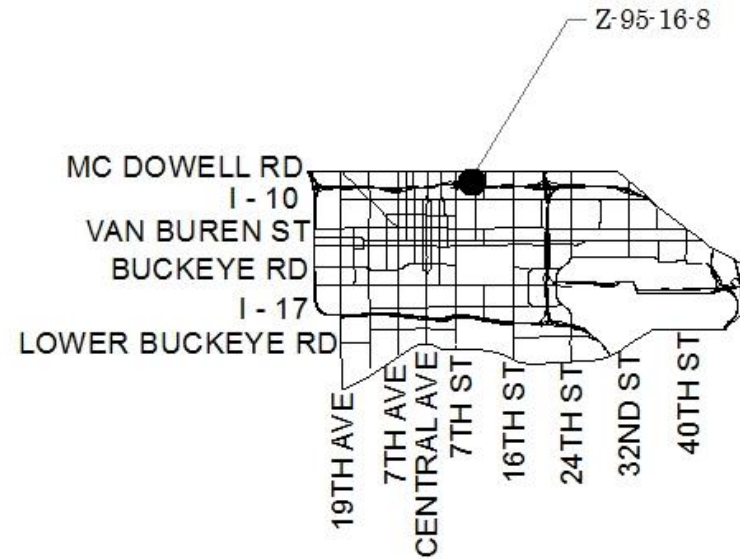 Z-95-16-8
MC DOWELL RD
I - 10
VAN BUREN ST
BUCKEYE RD
I - 17
LOWER BUCKEYE RD
19TH AVE
7TH AVE
CENTRAL AVE
7TH ST
16TH ST
24TH ST
32ND ST
40TH ST